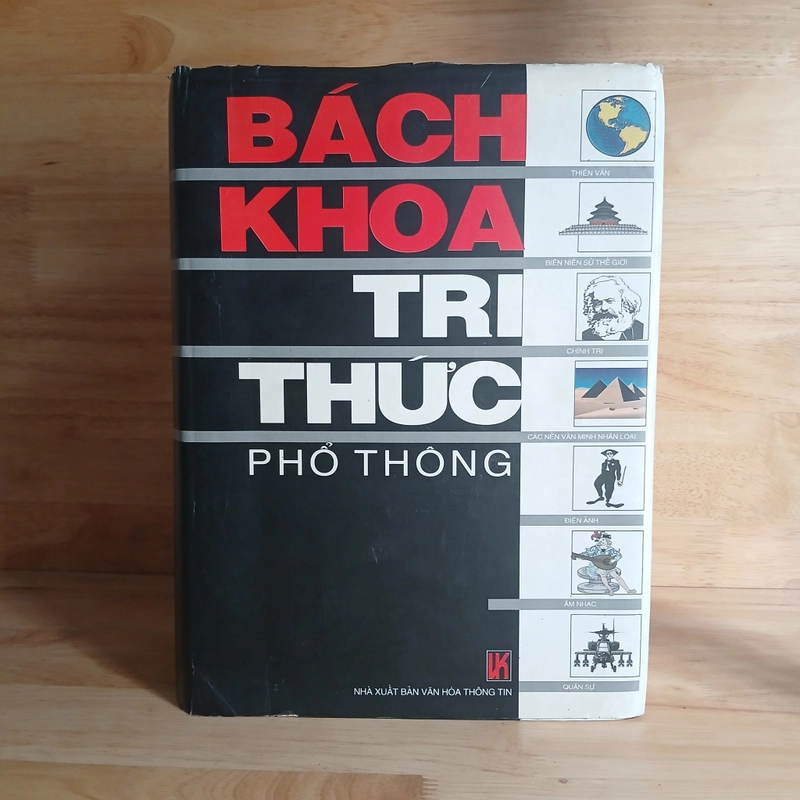 BÁCH
KHOA
TRI
THỨC
PHỔ THÔNG
THIÊN VĂN
BIÊN NIÊN SỬ THẾ GIỚI
CHÍNH TRỊ
CÁC NỀN VĂN MINH NHÂN LOẠI
ĐIỆN ẢNH
ÂM NHẠC
QUÂN SỰ
VK
NHÀ XUẤT BẢN VĂN HÓA THÔNG TIN